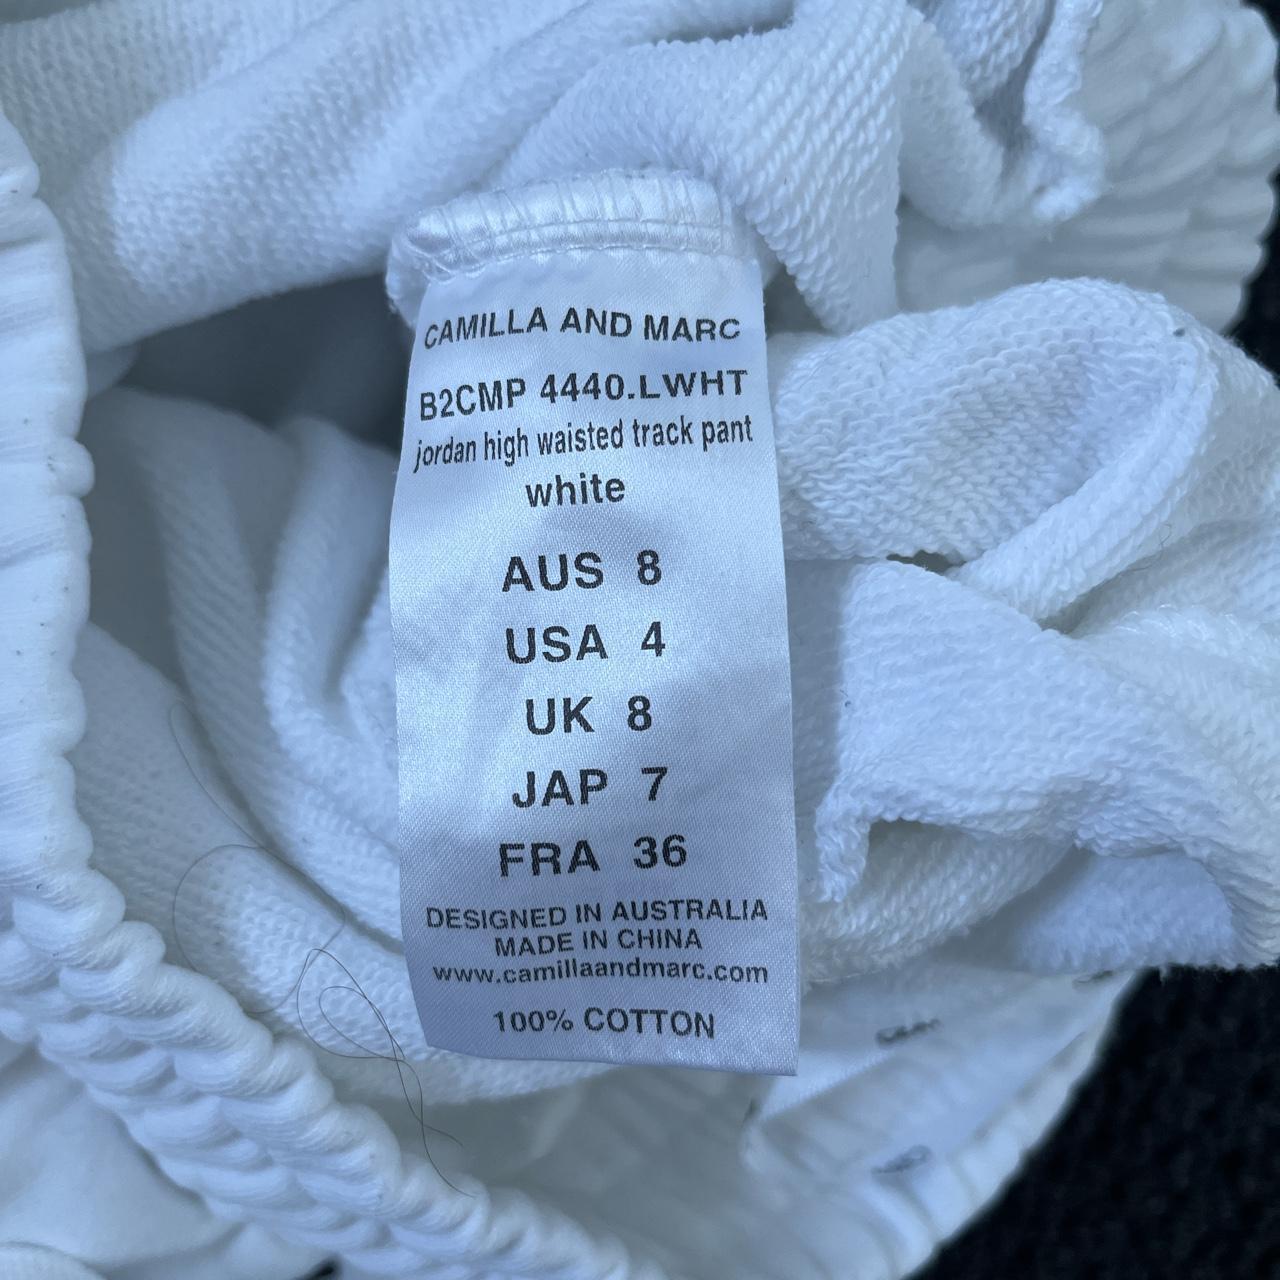 CAMILLA AND MARC
B2CMP 4440.LWHT
jordan high waisted track pant
white
AUS 8
USA 4
UK 8
JAP 7
FRA 36
DESIGNED IN AUSTRALIA
MADE IN CHINA
www.camillaandmarc.com
100% COTTON